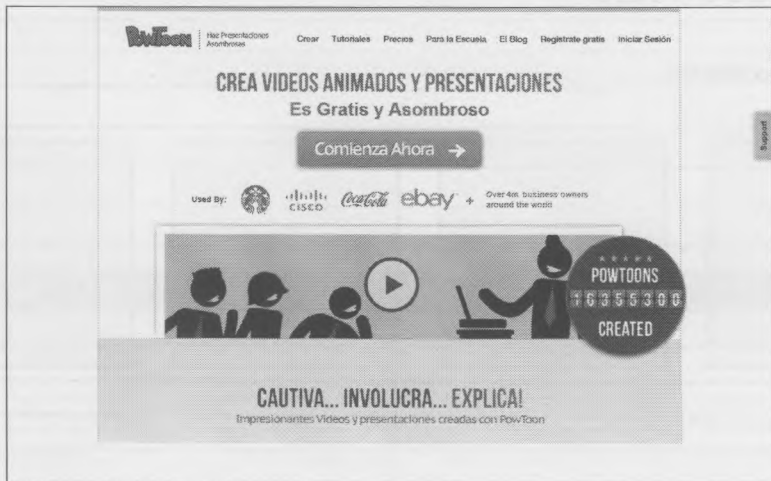 PowToon
Haz Presentaciones
Asombrosas
Crear Tutoriales Precios Para la Escuela El Blog Registrate gratis Iniciar Sesión
CREA VIDEOS ANIMADOS Y PRESENTACIONES
Es Gratis y Asombroso
Comienza Ahora →
Support
Used By: CISCO Coca-Cola ebay + Over 4m business owners
around the world
POWTOONS
16355300
CREATED
CAUTIVA... INVOLUCRA... EXPLICA!
Impresionantes Videos y presentaciones creadas con PowToon